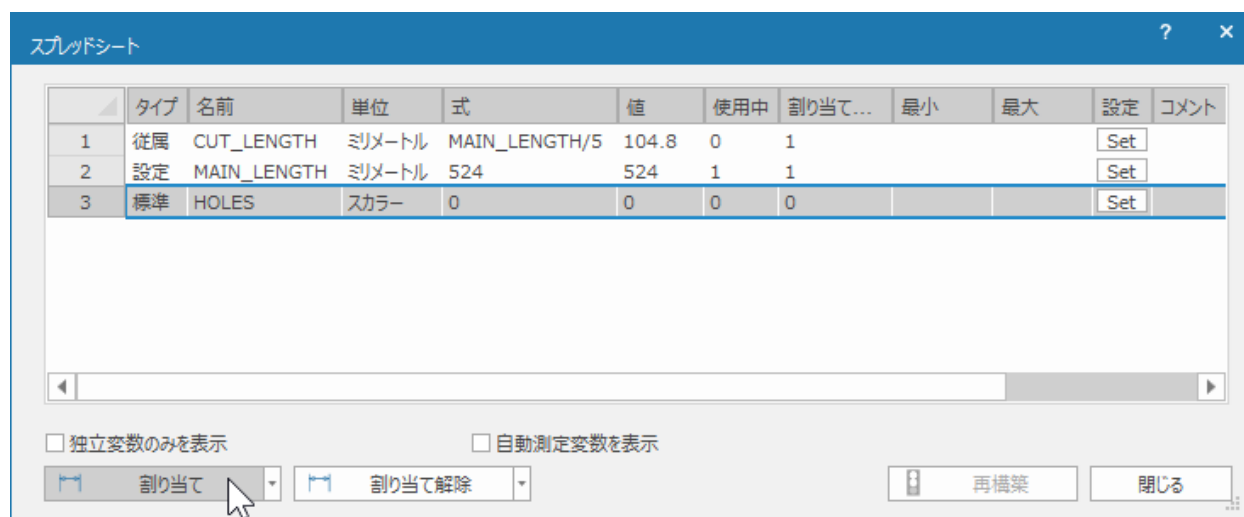 スプレッドシート ? ×
タイプ 名前 単位 式 値 使用中 割り当て... 最小 最大 設定 コメント
1 従属 CUT_LENGTH ミリメートル MAIN_LENGTH/5 104.8 0 1 Set
2 設定 MAIN_LENGTH ミリメートル 524 524 1 1 Set
3 標準 HOLES スカラー 0 0 0 0 Set
独立変数のみを表示 自動測定変数を表示
割り当て 割り当て解除 再構築 閉じる